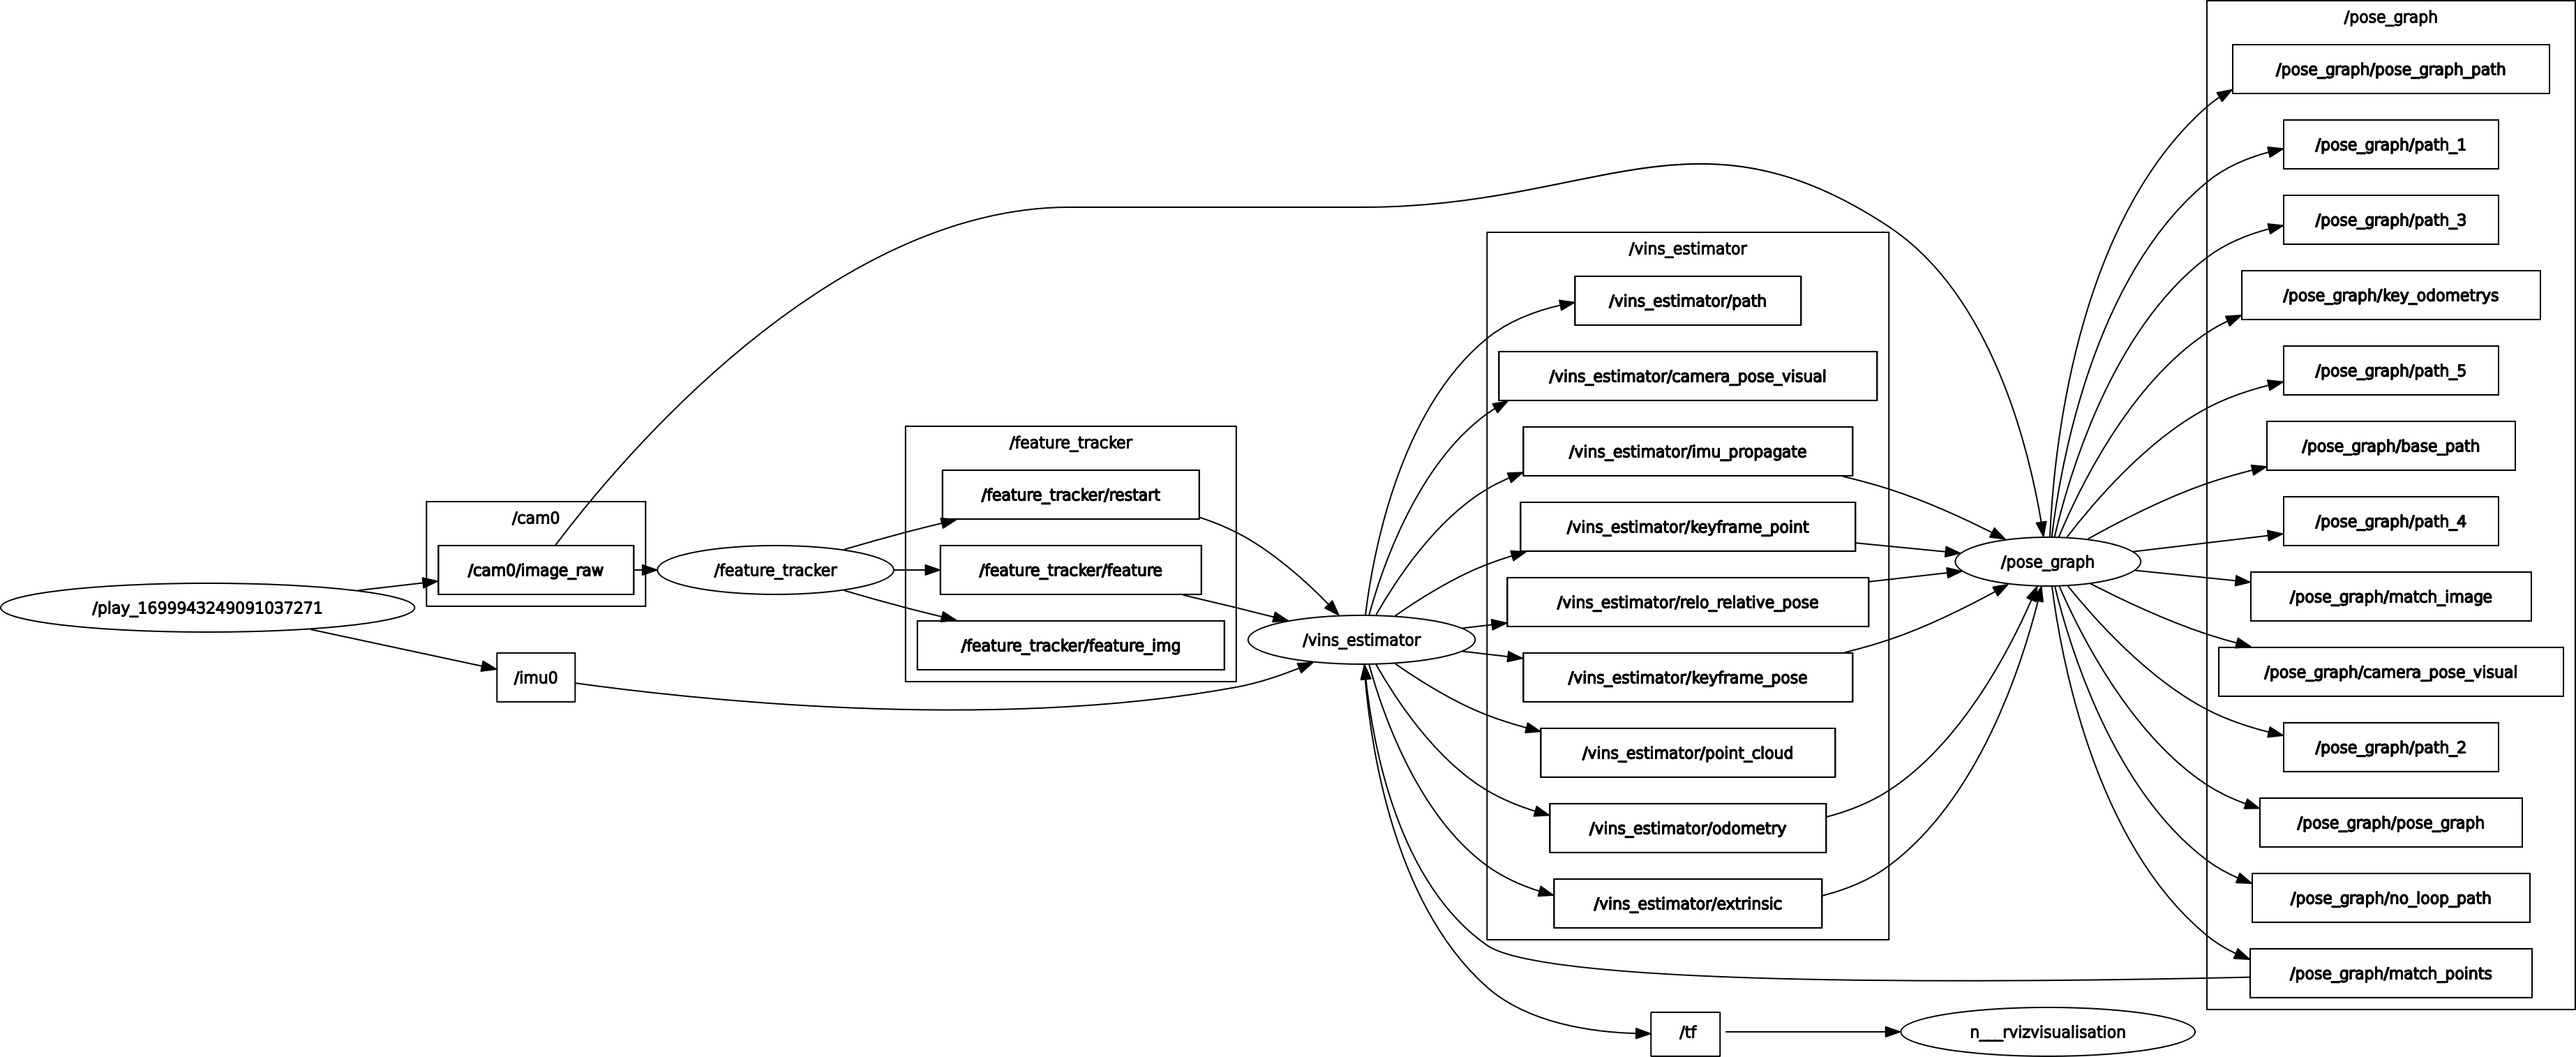 /play_1699943249091037271
/cam0
/cam0/image_raw
/imu0
/feature_tracker
/feature_tracker
/feature_tracker/restart
/feature_tracker/feature
/feature_tracker/feature_img
/vins_estimator
/vins_estimator
/vins_estimator/path
/vins_estimator/camera_pose_visual
/vins_estimator/imu_propagate
/vins_estimator/keyframe_point
/vins_estimator/relo_relative_pose
/vins_estimator/keyframe_pose
/vins_estimator/point_cloud
/vins_estimator/odometry
/vins_estimator/extrinsic
/tf
/pose_graph
n___rvizvisualisation
/pose_graph
/pose_graph/pose_graph_path
/pose_graph/path_1
/pose_graph/path_3
/pose_graph/key_odometrys
/pose_graph/path_5
/pose_graph/base_path
/pose_graph/path_4
/pose_graph/match_image
/pose_graph/camera_pose_visual
/pose_graph/path_2
/pose_graph/pose_graph
/pose_graph/no_loop_path
/pose_graph/match_points